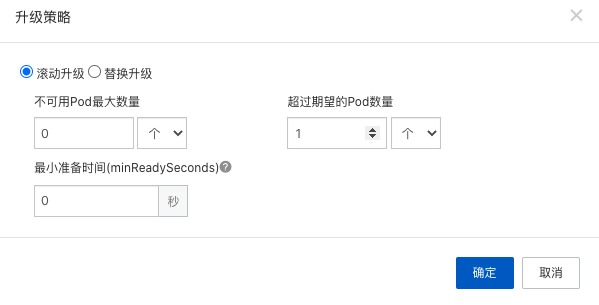 升级策略
滚动升级 替换升级
不可用Pod最大数量 超过期望的Pod数量
0 个 1 个
最小准备时间(minReadySeconds)?
0 秒
确定 取消